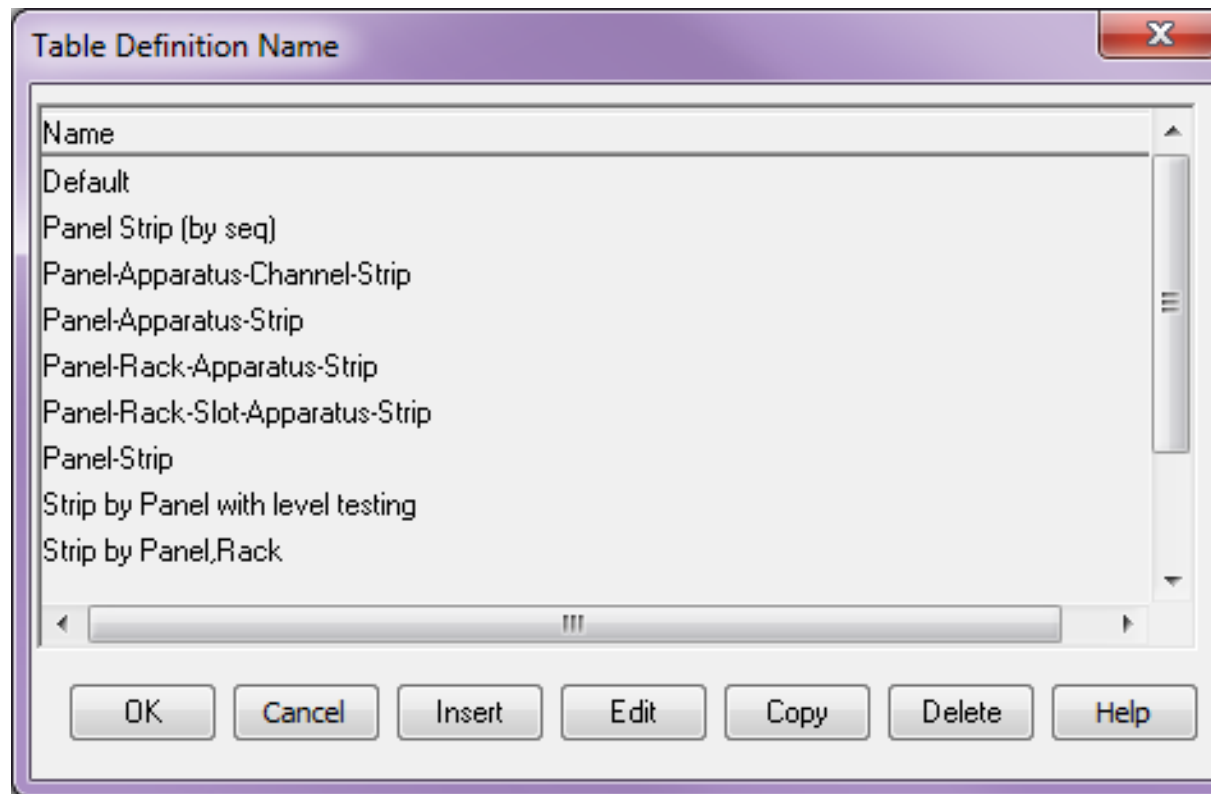 Table Definition Name
Name
Default
Panel Strip (by seq)
Panel-Apparatus-Channel-Strip
Panel-Apparatus-Strip
Panel-Rack-Apparatus-Strip
Panel-Rack-Slot-Apparatus-Strip
Panel-Strip
Strip by Panel with level testing
Strip by Panel,Rack
OK Cancel Insert Edit Copy Delete Help